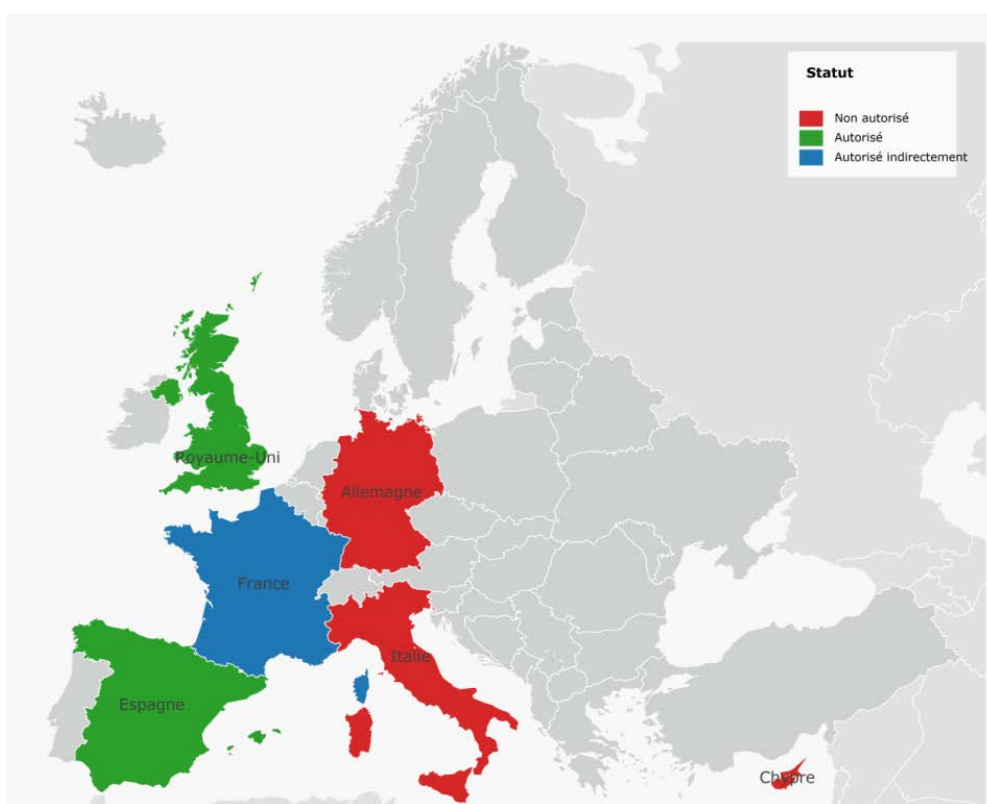 Statut
Non autorisé
Autorisé
Autorisé indirectement
Royaume-Uni
Allemagne
France
Italie
Espagne
Chypre